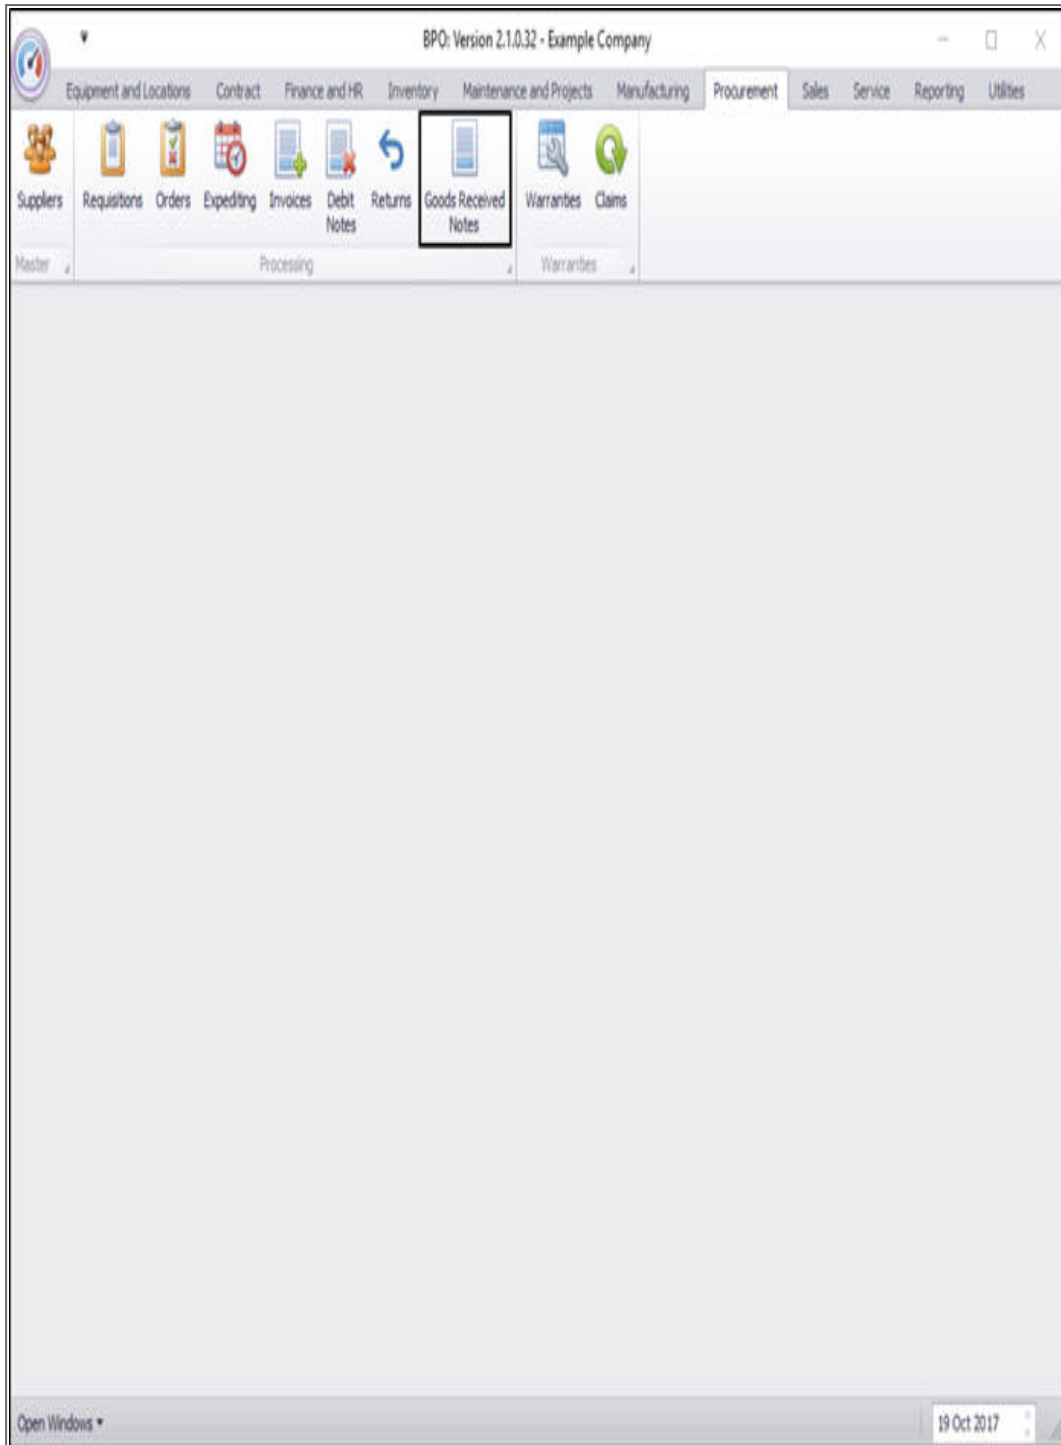 BPO: Version 2.1.0.32 - Example Company
Equipment and Locations Contract Finance and HR Inventory Maintenance and Projects Manufacturing Procurement Sales Service Reporting Utilities
Suppliers Requisitions Orders Expediting Invoices Debit Returns Goods Received Warranties Claims
Notes Notes
Master Processing Warranties
Open Windows 19 Oct 2017